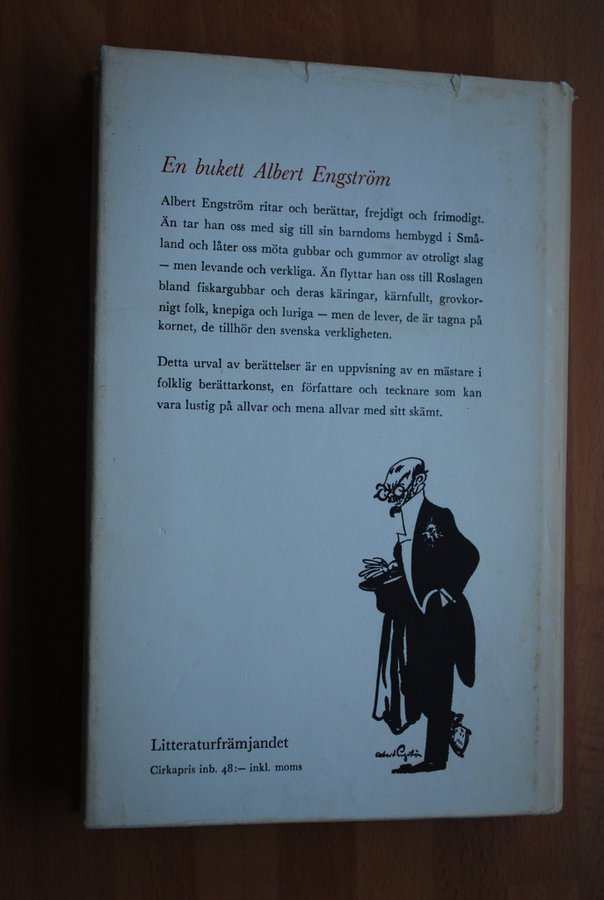 En bukett Albert Engström
Albert Engström ritar och berättar, frejdigt och frimodigt.
Än tar han oss med sig till sin barndoms hembygd i Små-
land och låter oss möta gubbar och gummor av otroligt slag
— men levande och verkliga. Än flyttar han oss till Roslagen
bland fiskargubbar och deras käringar, kärnfullt, grovkor-
nigt folk, knepiga och luriga — men de lever, de är tagna på
kornet, de tillhör den svenska verkligheten.
Detta urval av berättelser är en uppvisning av en mästare i
folklig berättarkonst, en författare och tecknare som kan
vara lustig på allvar och mena allvar med sitt skämt.
Albert Engström
Litteraturfrämjandet
Cirkapris inb. 48:— inkl. moms